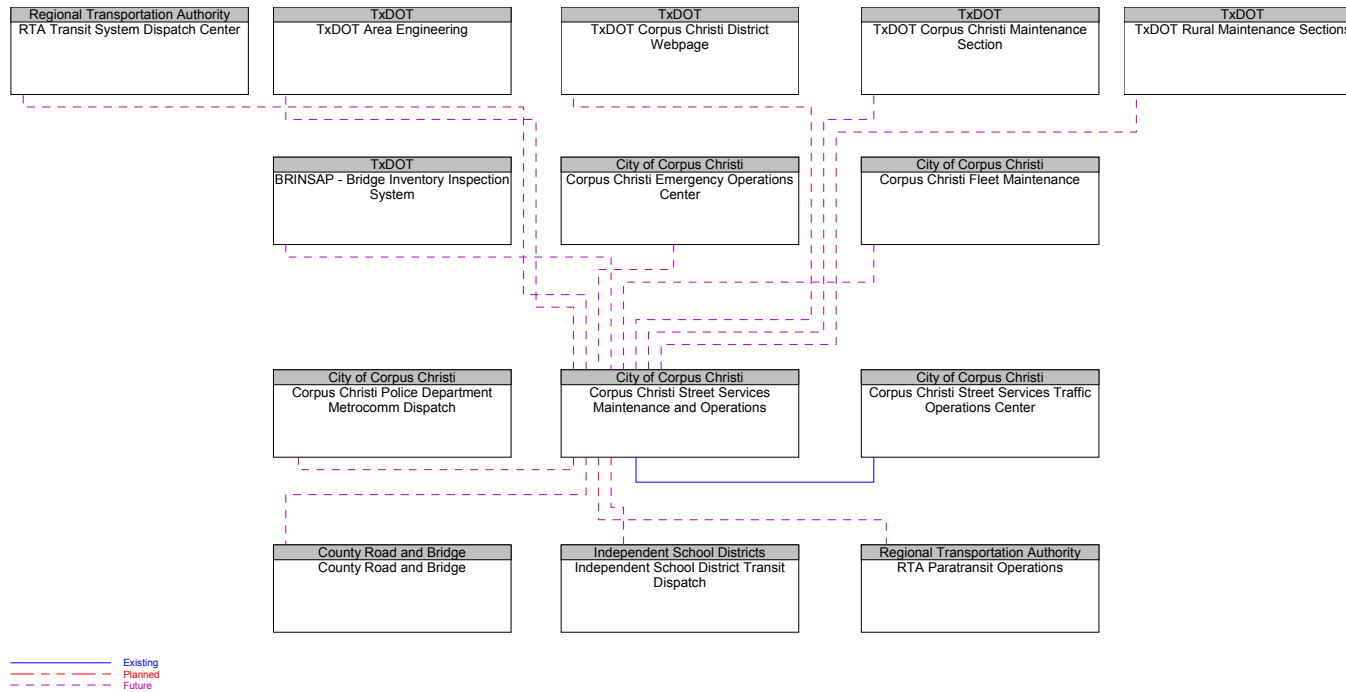 Regional Transportation Authority
RTA Transit System Dispatch Center
TxDOT
TxDOT Area Engineering
TxDOT
TxDOT Corpus Christi District
Webpage
TxDOT
TxDOT Corpus Christi Maintenance
Section
TxDOT
TxDOT Rural Maintenance Sections
TxDOT
BRINSAP - Bridge Inventory Inspection
System
City of Corpus Christi
Corpus Christi Emergency Operations
Center
City of Corpus Christi
Corpus Christi Fleet Maintenance
City of Corpus Christi
Corpus Christi Police Department
Metrocomm Dispatch
City of Corpus Christi
Corpus Christi Street Services
Maintenance and Operations
City of Corpus Christi
Corpus Christi Street Services Traffic
Operations Center
County Road and Bridge
County Road and Bridge
Independent School Districts
Independent School District Transit
Dispatch
Regional Transportation Authority
RTA Paratransit Operations
Existing
Planned
Future